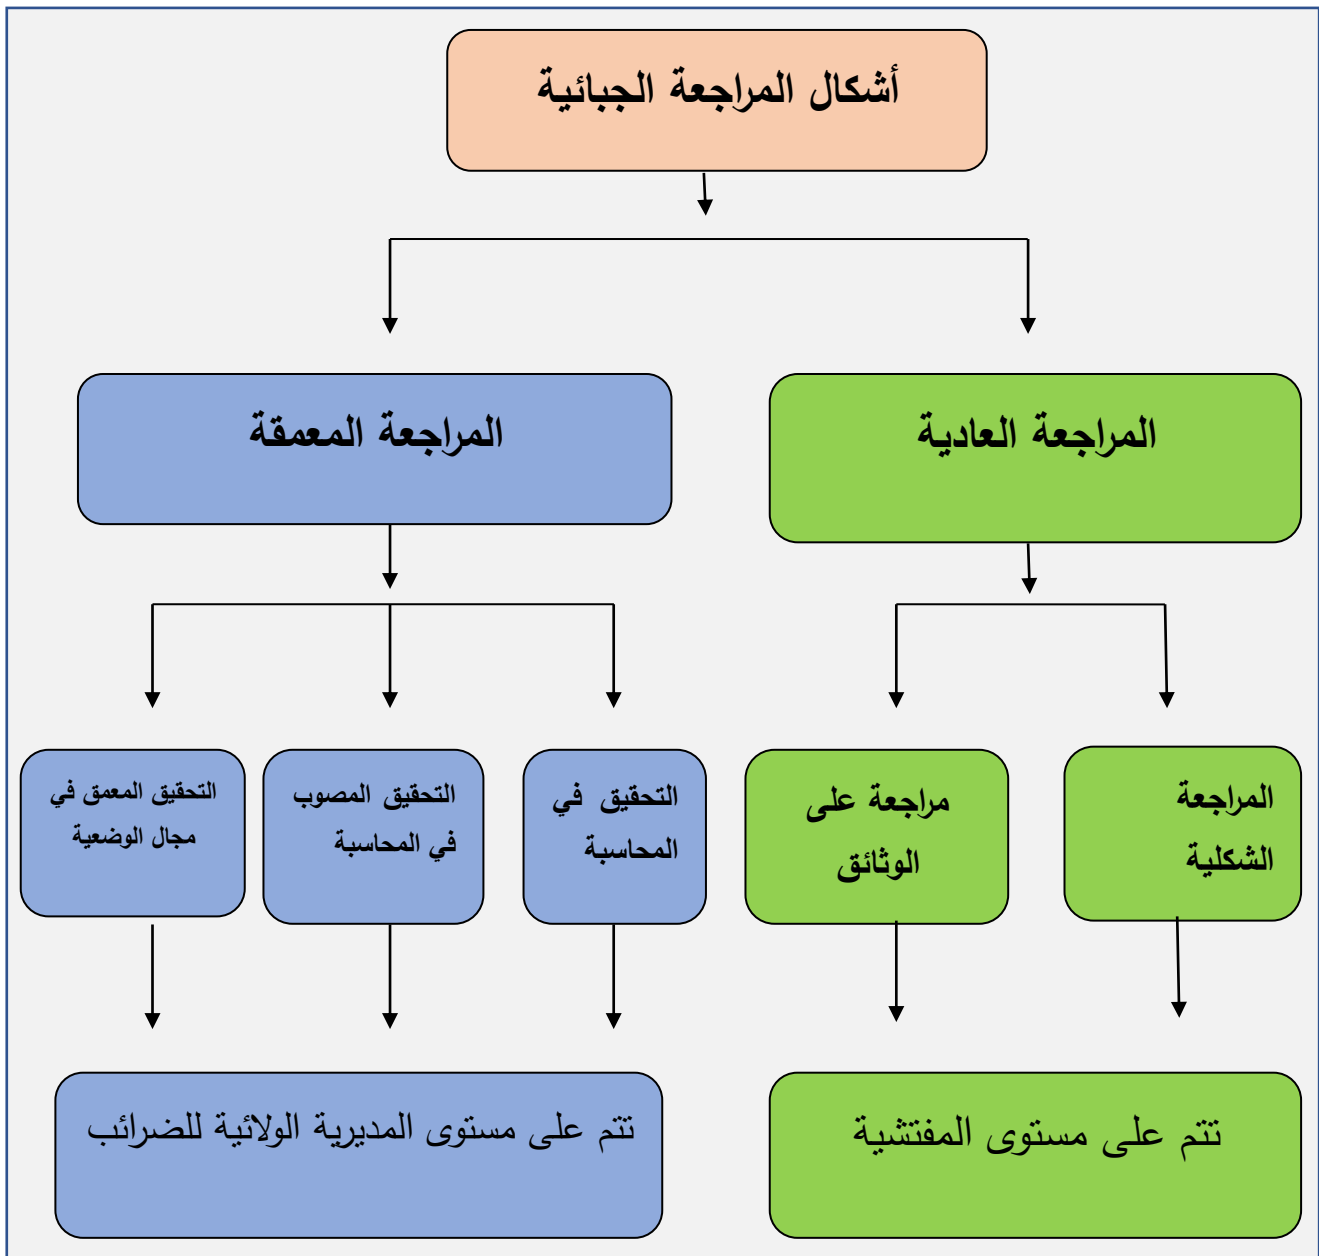 أشكال المراجعة الجبائية
المراجعة العادية
المراجعة المعمقة
المراجعة
الشكلية
مراجعة على
الوثائق
التحقيق في
المحاسبة
التحقيق المصوب
في المحاسبة
التحقيق المعمق في
مجال الوضعية
تتم على مستوى المفتشية
تتم على مستوى المديرية الولائية للضرائب